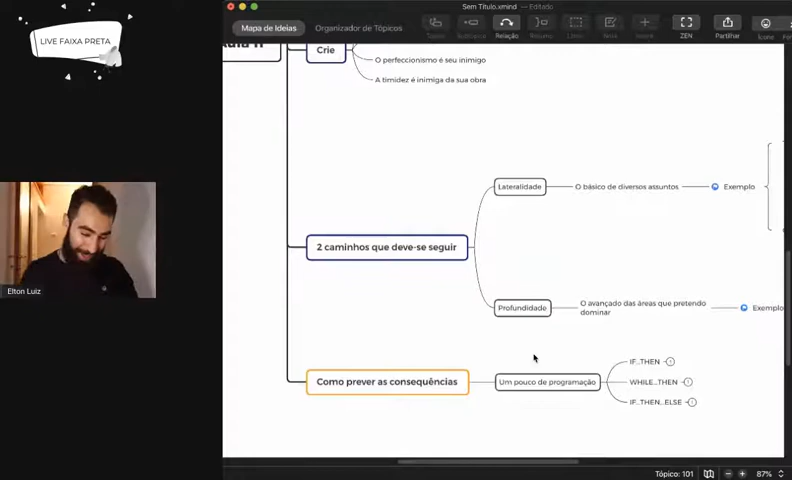 LIVE FAIXA PRETA
Elton Luiz
Sem Título.xmind — Editado
Mapa de Ideias
Organizador de Tópicos
Relação
ZEN
Partilhar
Ícone
Crie
O perfeccionismo é seu inimigo
A timidez é inimiga da sua obra
Lateralidade
O básico de diversos assuntos
Exemplo
2 caminhos que deve-se seguir
Profundidade
O avançado das áreas que pretendo
dominar
Exemplo
Como prever as consequências
Um pouco de programação
IF...THEN
WHILE...THEN
IF...THEN...ELSE
Tópico: 101
87%